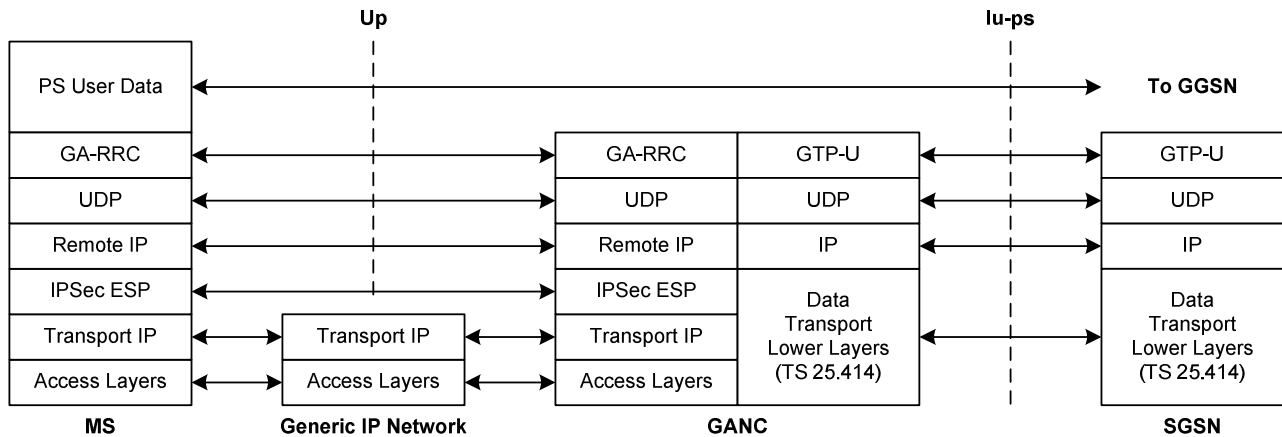 Up
Iu-ps
PS User Data
To GGSN
GA-RRC
GA-RRC
GTP-U
GTP-U
UDP
UDP
UDP
UDP
Remote IP
Remote IP
IP
IP
IPSec ESP
IPSec ESP
Data
Transport
Lower Layers
(TS 25.414)
Data
Transport
Lower Layers
(TS 25.414)
Transport IP
Transport IP
Transport IP
Access Layers
Access Layers
Access Layers
MS
Generic IP Network
GANC
SGSN